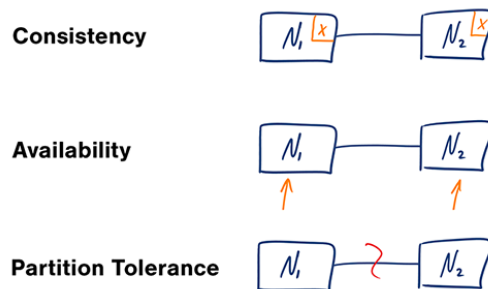 Consistency N₁ x N₂ x
Availability N₁ N₂
Partition Tolerance N₁ N₂